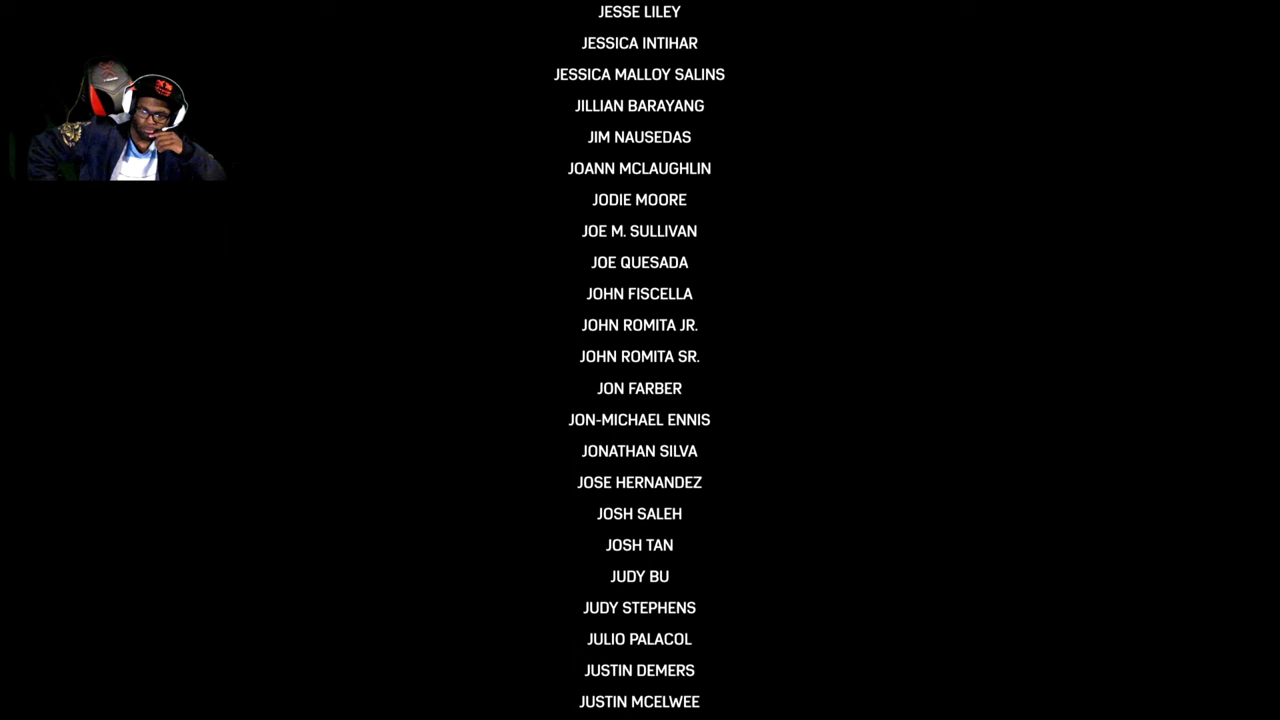 JESSE LILEY
JESSICA INTIHAR
JESSICA MALLOY SALINS
JILLIAN BARAYANG
JIM NAUSEDAS
JOANN MCLAUGHLIN
JODIE MOORE
JOE M. SULLIVAN
JOE QUESADA
JOHN FISCELLA
JOHN ROMITA JR.
JOHN ROMITA SR.
JON FARBER
JON-MICHAEL ENNIS
JONATHAN SILVA
JOSE HERNANDEZ
JOSH SALEH
JOSH TAN
JUDY BU
JUDY STEPHENS
JULIO PALACOL
JUSTIN DEMERS
JUSTIN MCELWEE